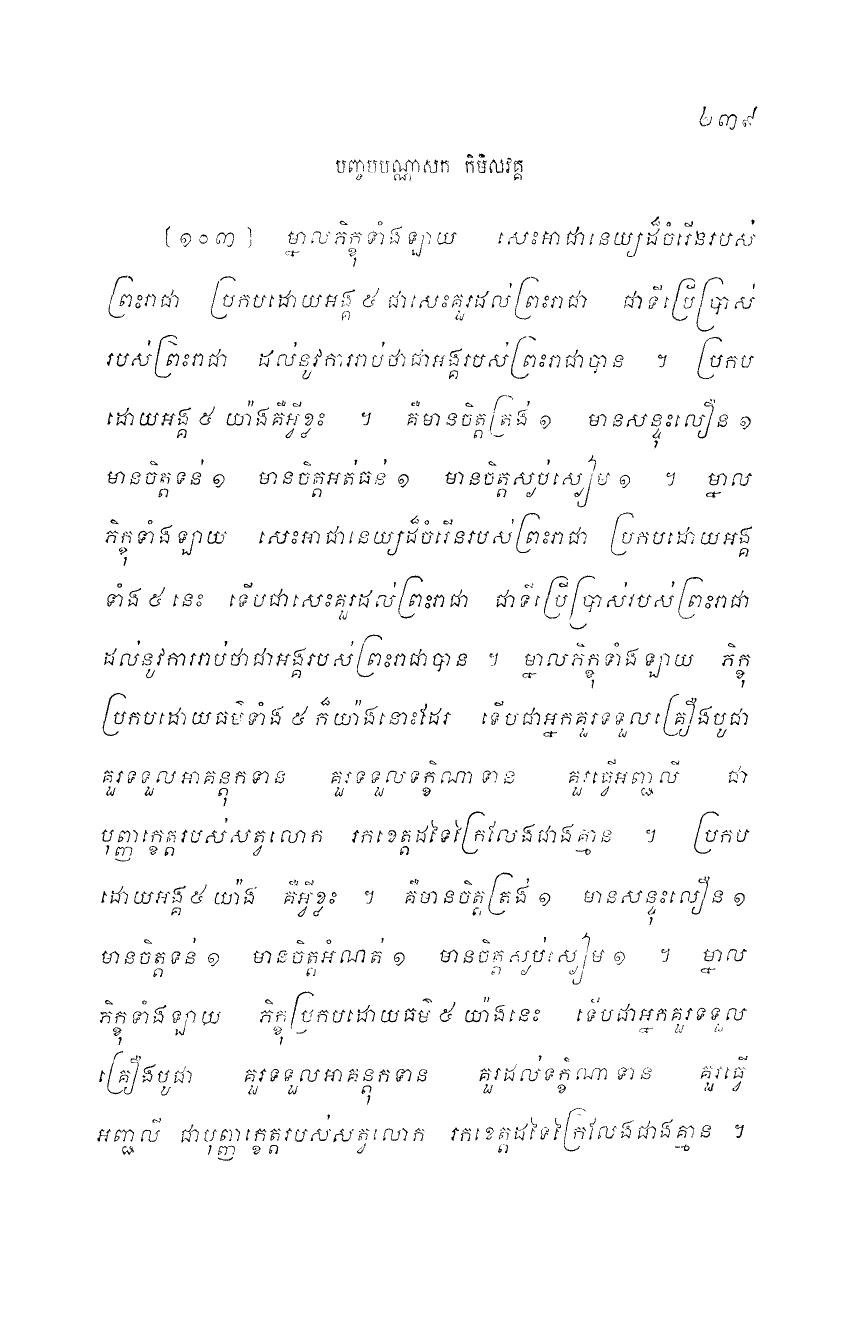 ២៣៩
បញ្ចមបណ្ណាសក កិមិលវគ្គ
[១០៣] ម្នាលភិក្ខុទាំងឡាយ សេះអាជានេយ្យដ៏ចំរើនរបស់
ព្រះរាជា ប្រកបដោយអង្គ ៥ ជាសេះគួរដល់ព្រះរាជា ជាទីប្រើប្រាស់
របស់ព្រះរាជា ដល់នូវការរាប់ថាជាអង្គរបស់ព្រះរាជាបាន ។ ប្រកប
ដោយអង្គ ៥ យ៉ាងគឺអ្វីខ្លះ ។ គឺមានចិត្តត្រង់ ១ មានសន្ទុះលឿន ១
មានចិត្តទន់ ១ មានចិត្តអត់ធន់ ១ មានចិត្តស្លូប់ស្ងៀម ១ ។ ម្នាល
ភិក្ខុទាំងឡាយ សេះអាជានេយ្យដ៏ចំរើនរបស់ព្រះរាជា ប្រកបដោយអង្គ
ទាំង ៥ នេះ ទើបជាសេះគួរដល់ព្រះរាជា ជាទីប្រើប្រាស់របស់ព្រះរាជា
ដល់នូវការរាប់ថាជាអង្គរបស់ព្រះរាជាបាន ។ ម្នាលភិក្ខុទាំងឡាយ ភិក្ខុ
ប្រកបដោយធម៌ទាំង ៥ ក៏យ៉ាងនោះដែរ ទើបជាអ្នកគួរទទួលគ្រឿងបូជា
គួរទទួលអាគន្តុកទាន គួរទទួលទក្ខិណាទាន គួរធ្វើអញ្ជលី ជា
បុញ្ញក្ខេត្តរបស់សត្វលោក រកខេត្តដទៃក្រៃលែងជាងគ្មាន ។ ប្រកប
ដោយអង្គ ៥ យ៉ាង គឺអ្វីខ្លះ ។ គឺមានចិត្តត្រង់ ១ មានសន្ទុះលឿន ១
មានចិត្តទន់ ១ មានចិត្តអំណត់ ១ មានចិត្តស្លូប់ស្ងៀម ១ ។ ម្នាល
ភិក្ខុទាំងឡាយ ភិក្ខុប្រកបដោយធម៌ ៥ យ៉ាងនេះ ទើបជាអ្នកគួរទទួល
គ្រឿងបូជា គួរទទួលអាគន្តុកទាន គួរដល់ទក្ខិណាទាន គួរធ្វើ
អញ្ជលី ជាបុញ្ញក្ខេត្តរបស់សត្វលោក រកខេត្តដទៃក្រៃលែងជាងគ្មាន ។